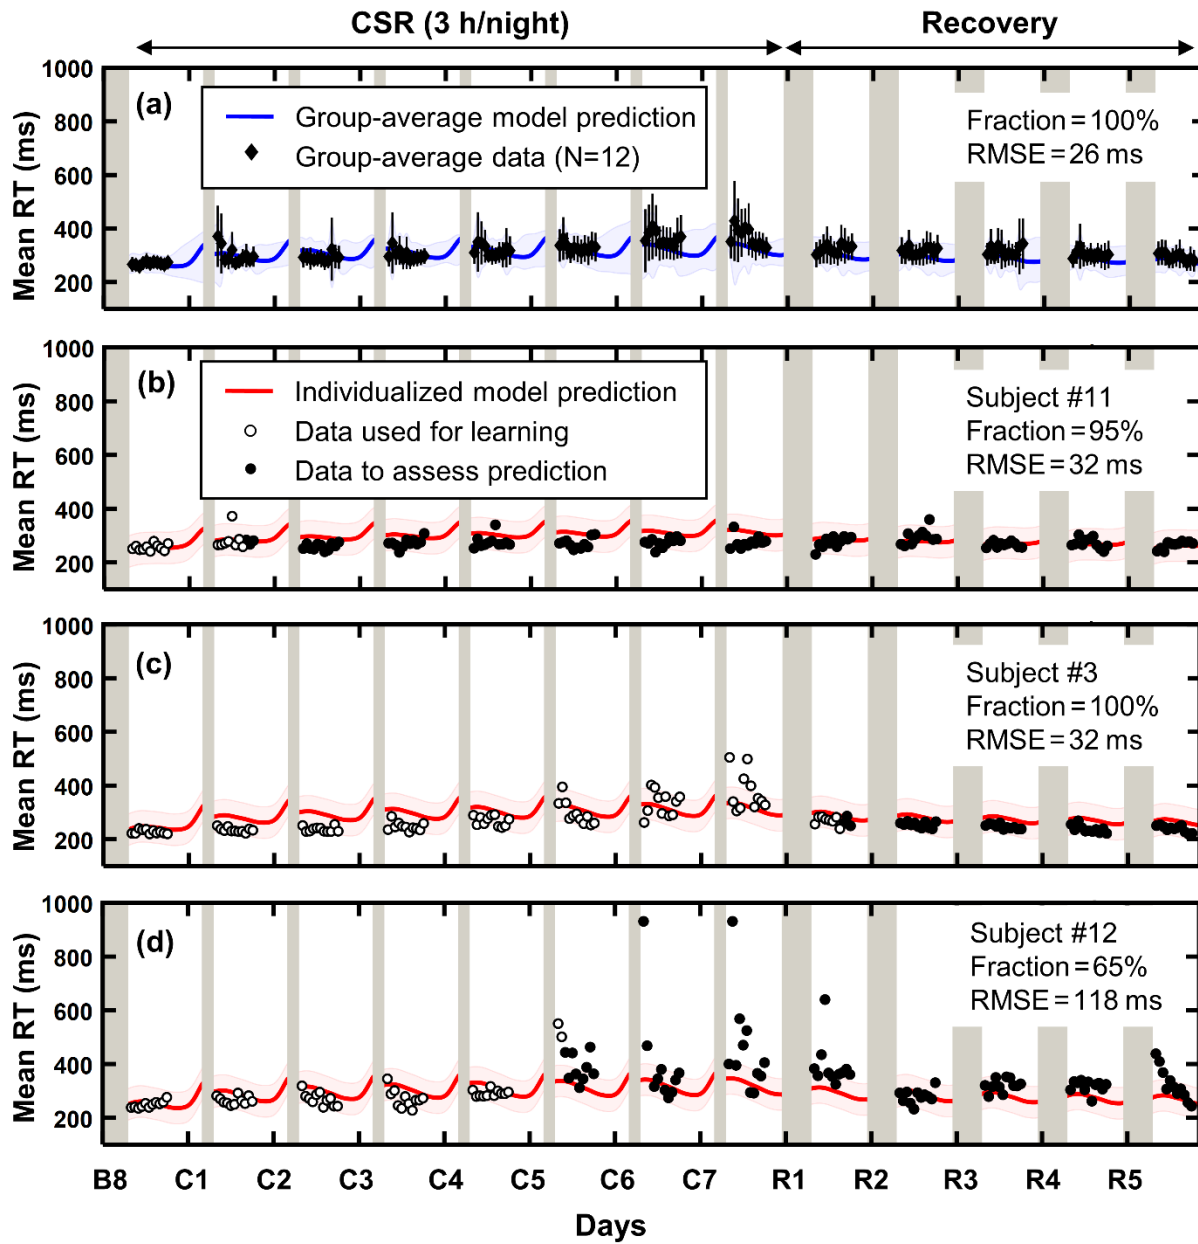 CSR (3 h/night)
Recovery
1000
800
600
400
200
Mean RT (ms)
(a)
Group-average model prediction
Group-average data (N=12)
Fraction = 100%
RMSE = 26 ms
1000
800
600
400
200
Mean RT (ms)
(b)
Individualized model prediction
Data used for learning
Data to assess prediction
Subject #11
Fraction = 95%
RMSE = 32 ms
1000
800
600
400
200
Mean RT (ms)
(c)
Subject #3
Fraction = 100%
RMSE = 32 ms
1000
800
600
400
200
Mean RT (ms)
(d)
Subject #12
Fraction = 65%
RMSE = 118 ms
B8 C1 C2 C3 C4 C5 C6 C7 R1 R2 R3 R4 R5
Days